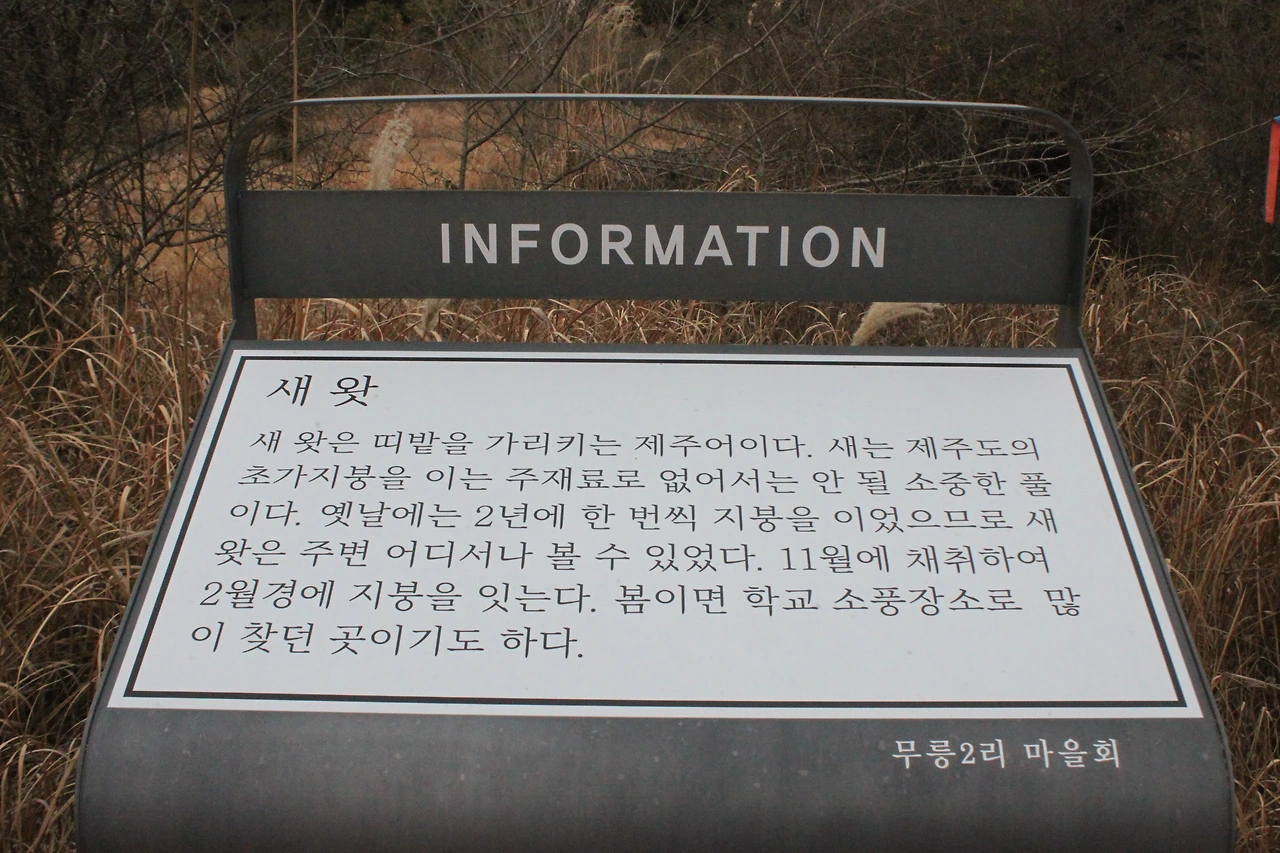 INFORMATION
새 왓
새 왓은 띠밭을 가리키는 제주어이다. 새는 제주도의
초가지붕을 이는 주재료로 없어서는 안 될 소중한 풀
이다. 옛날에는 2년에 한 번씩 지붕을 이었으므로 새
왓은 주변 어디서나 볼 수 있었다. 11월에 채취하여
2월경에 지붕을 잇는다. 봄이면 학교 소풍장소로 많
이 찾던 곳이기도 하다.
무릉2리 마을회